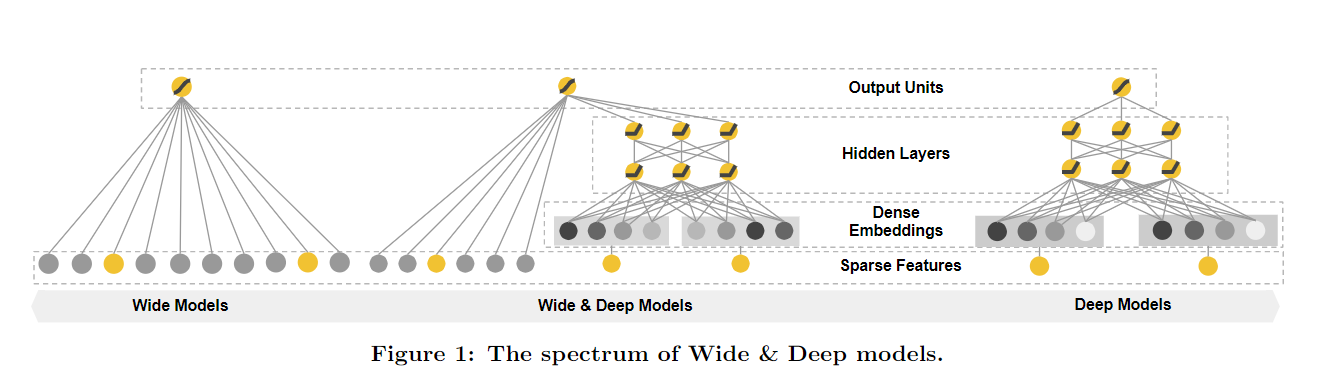 Output Units
Hidden Layers
Dense
Embeddings
Sparse Features
Wide Models
Wide & Deep Models
Deep Models
Figure 1: The spectrum of Wide & Deep models.